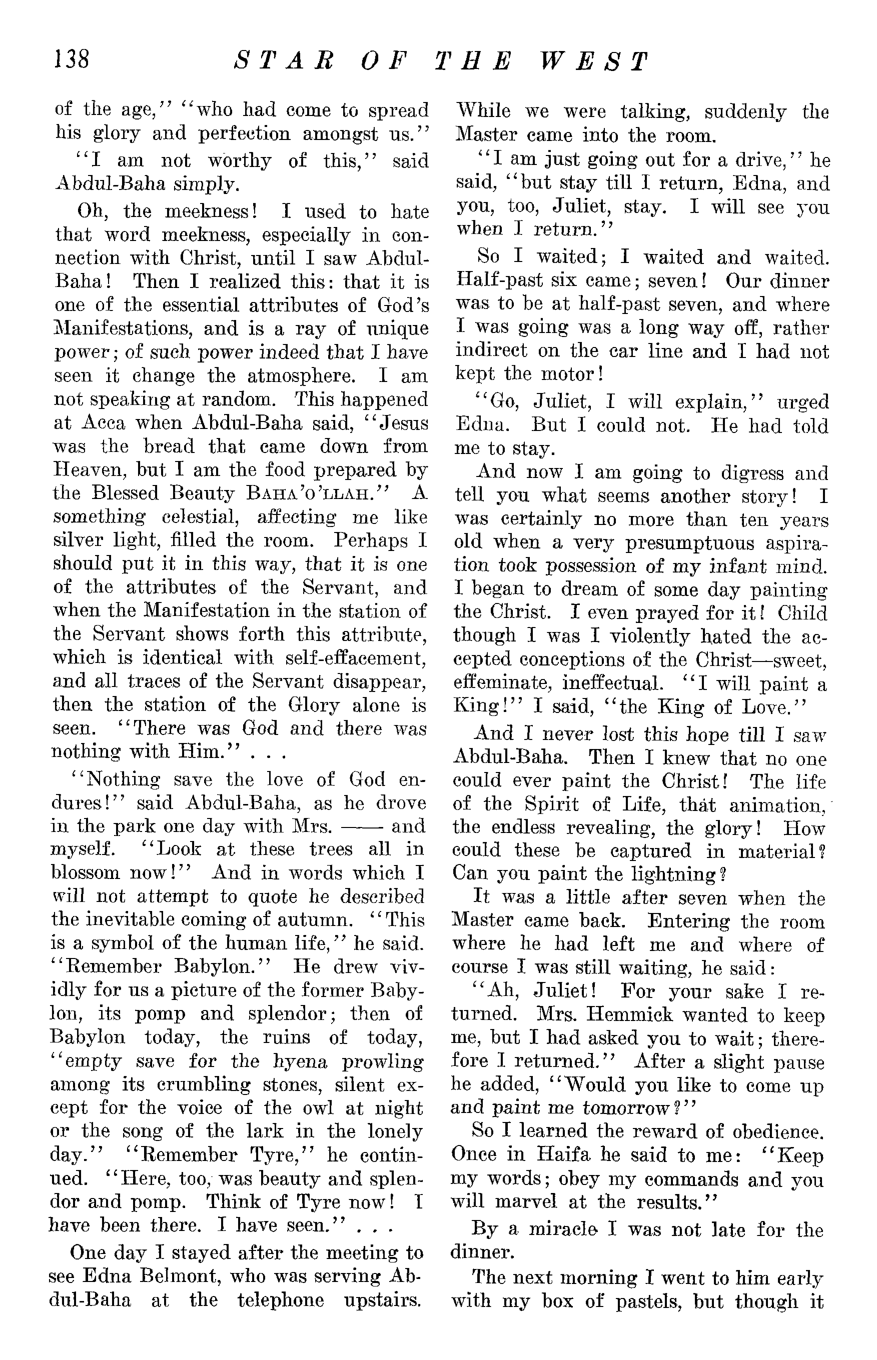 138 STAR OF THE WEST
of the age,'' ''who had come to spread
his glory and perfection amongst us.''
''I am not worthy of this,'' said
Abdul-Baha simply.
Oh, the meekness! I used to hate
that word meekness, especially in con-
nection with Christ, until I saw Abdul-
Baha! Then I realized this: that it is
one of the essential attributes of God's
Manifestations, and is a ray of unique
power; of such power indeed that I have
seen it change the atmosphere. I am
not speaking at random. This happened
at Acca when Abdul-Baha said, ''Jesus
was the bread that came down from
Heaven, but I am the food prepared by
the Blessed Beauty BAHA'O'LLAH.'' A
something celestial, affecting me like
silver light, filled the room. Perhaps I
should put it in this way, that it is one
of the attributes of the Servant, and
when the Manifestation in the station of
the Servant shows forth this attribute,
which is identical with self-effacement,
and all traces of the Servant disappear,
then the station of the Glory alone is
seen. ''There was God and there was
nothing with Him.'' . . .
''Nothing save the love of God en-
dures!'' said Abdul-Baha, as he drove
in the park one day with Mrs. —— and
myself. ''Look at these trees all in
blossom now!'' And in words which I
will not attempt to quote he described
the inevitable coming of autumn. ''This
is a symbol of the human life,'' he said.
''Remember Babylon.'' He drew viv-
idly for us a picture of the former Baby-
lon, its pomp and splendor; then of
Babylon today, the ruins of today,
''empty save for the hyena prowling
among its crumbling stones, silent ex-
cept for the voice of the owl at night
or the song of the lark in the lonely
day.'' ''Remember Tyre,'' he contin-
ued. ''Here, too, was beauty and splen-
dor and pomp. Think of Tyre now! I
have been there. I have seen.'' . . .
One day I stayed after the meeting to
see Edna Belmont, who was serving Ab-
dul-Baha at the telephone upstairs.
While we were talking, suddenly the
Master came into the room.
''I am just going out for a drive,'' he
said, ''but stay till I return, Edna, and
you, too, Juliet, stay. I will see you
when I return.''
So I waited; I waited and waited.
Half-past six came; seven! Our dinner
was to be at half-past seven, and where
I was going was a long way off, rather
indirect on the car line and I had not
kept the motor!
''Go, Juliet, I will explain,'' urged
Edna. But I could not. He had told
me to stay.
And now I am going to digress and
tell you what seems another story! I
was certainly no more than ten years
old when a very presumptuous aspira-
tion took possession of my infant mind.
I began to dream of some day painting
the Christ. I even prayed for it! Child
though I was I violently hated the ac-
cepted conceptions of the Christ—sweet,
effeminate, ineffectual. ''I will paint a
King!'' I said, ''the King of Love.''
And I never lost this hope till I saw
Abdul-Baha. Then I knew that no one
could ever paint the Christ! The life
of the Spirit of Life, that animation,
the endless revealing, the glory! How
could these be captured in material?
Can you paint the lightning?
It was a little after seven when the
Master came back. Entering the room
where he had left me and where of
course I was still waiting, he said:
''Ah, Juliet! For your sake I re-
turned. Mrs. Hemmick wanted to keep
me, but I had asked you to wait; there-
fore I returned.'' After a slight pause
he added, ''Would you like to come up
and paint me tomorrow?''
So I learned the reward of obedience.
Once in Haifa he said to me: ''Keep
my words; obey my commands and you
will marvel at the results.''
By a miracle I was not late for the
dinner.
The next morning I went to him early
with my box of pastels, but though it